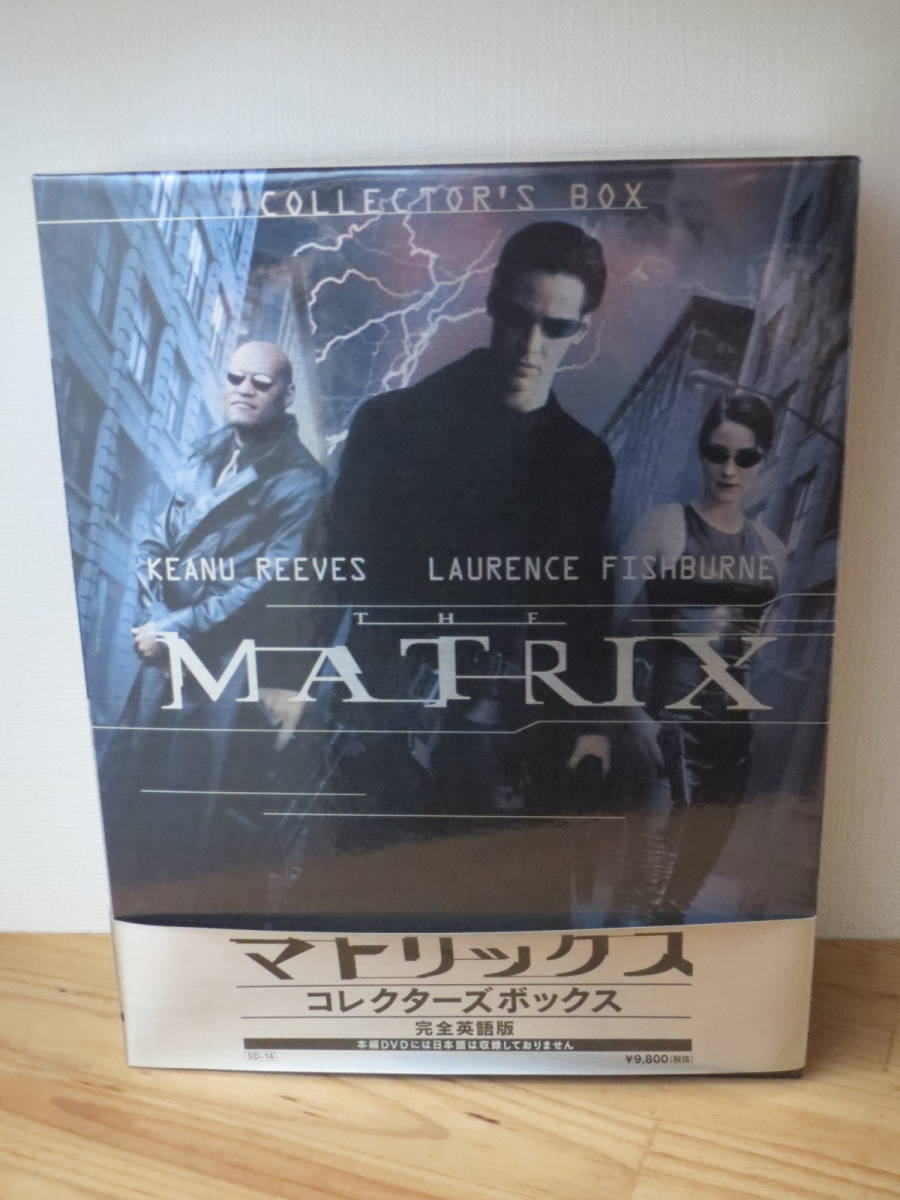 COLLECTOR'S BOX
KEANU REEVES LAURENCE FISHBURNE
THE
MATRIX
マトリックス
コレクターズボックス
完全英語版
本編DVDには日本語は収録しておりません
SD-14 ¥9,800(税抜)